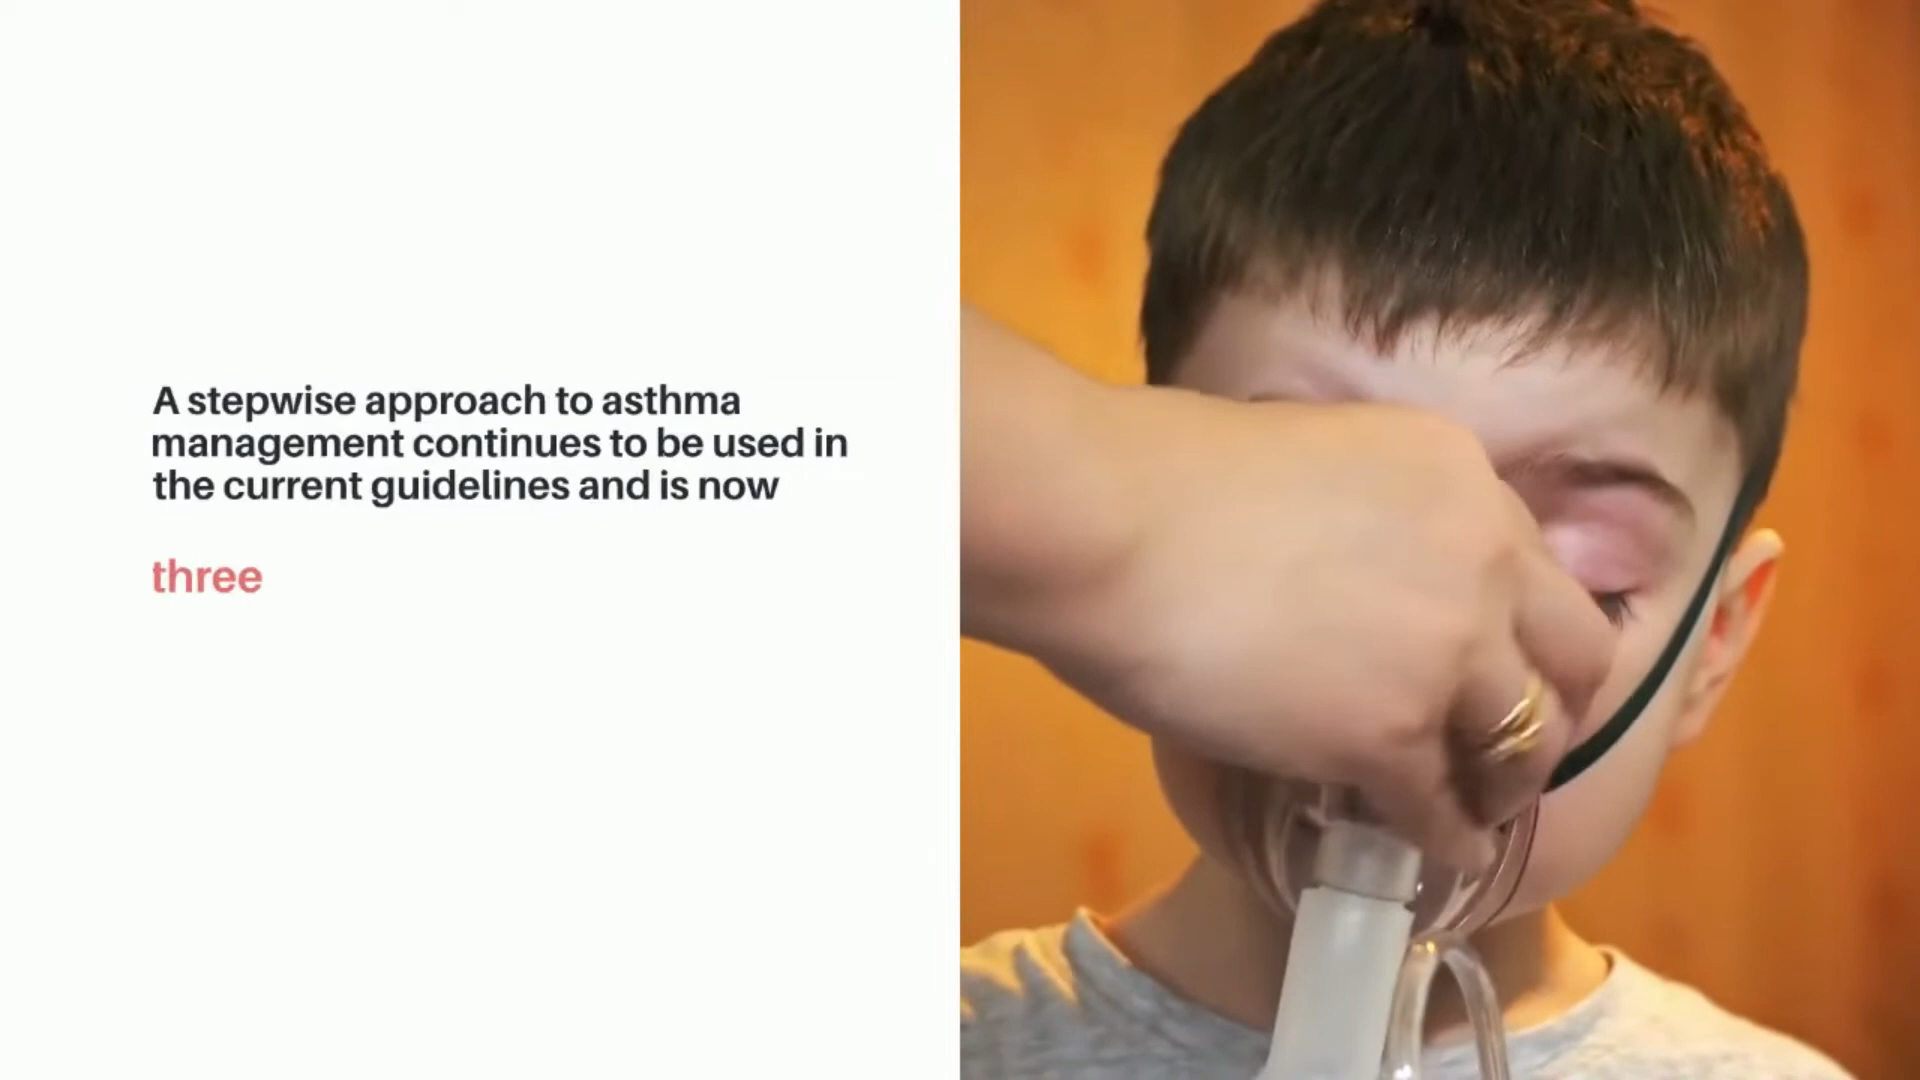 A stepwise approach to asthma
management continues to be used in
the current guidelines and is now
three